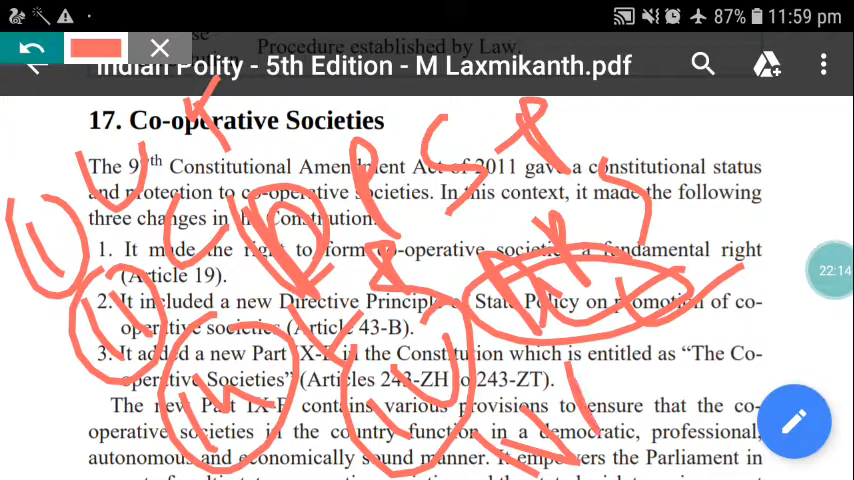 87% 11:59 pm
Procedure established by Law.
Indian Polity - 5th Edition - M Laxmikanth.pdf
17. Co-operative Societies
The 97th Constitutional Amendment Act of 2011 gave a constitutional status
and protection to co-operative societies. In this context, it made the following
three changes in the Constitution:
1. It made the right to form co-operative societies a fundamental right
(Article 19).
2. It included a new Directive Principle of State Policy on promotion of co-
operative societies (Article 43-B).
3. It added a new Part IX-B in the Constitution which is entitled as “The Co-
operative Societies” (Articles 243-ZH to 243-ZT).
The new Part IX-B contains various provisions to ensure that the co-
operative societies in the country function in a democratic, professional,
autonomous and economically sound manner. It empowers the Parliament in
22:14